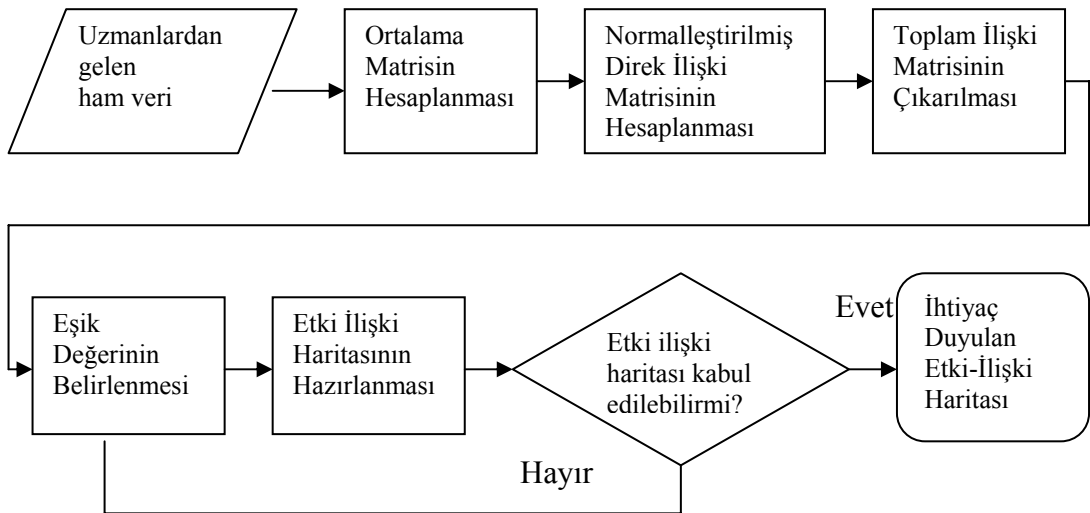 Uzmanlardan
gelen
ham veri
Ortalama
Matrisin
Hesaplanması
Normalleştirilmiş
Direk İlişki
Matrisinin
Hesaplanması
Toplam İlişki
Matrisinin
Çıkarılması
Eşik
Değerinin
Belirlenmesi
Etki İlişki
Haritasının
Hazırlanması
Etki ilişki
haritası kabul
edilebilirmi?
Evet
Hayır
İhtiyaç
Duyulan
Etki-İlişki
Haritası